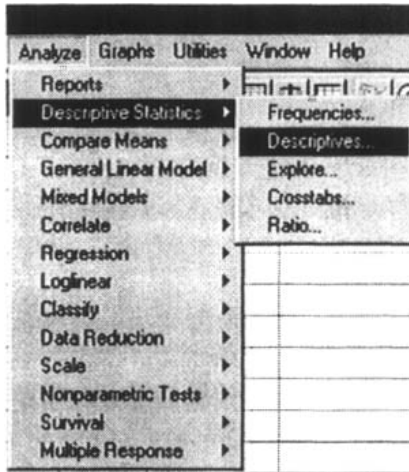 Analyze Graphs Utilities Window Help
Reports
Descriptive Statistics
Compare Means
General Linear Model
Mixed Models
Correlate
Regression
Loglinear
Classify
Data Reduction
Scale
Nonparametric Tests
Survival
Multiple Response
Frequencies...
Descriptives...
Explore...
Crosstabs...
Ratio...